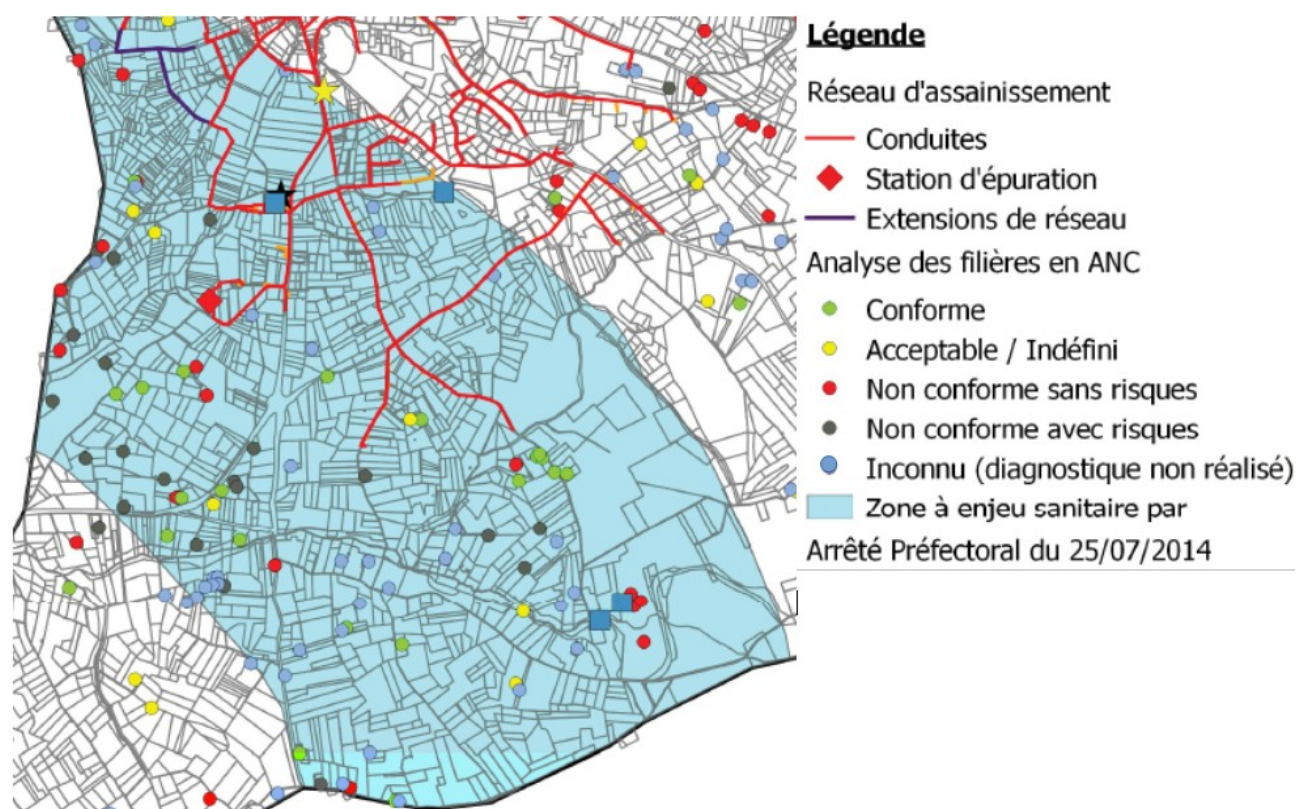 Légende
Réseau d'assainissement
Conduites
Station d'épuration
Extensions de réseau
Analyse des filières en ANC
Conforme
Acceptable / Indéfini
Non conforme sans risques
Non conforme avec risques
Inconnu (diagnostique non réalisé)
Zone à enjeu sanitaire par
Arrêté Préfectoral du 25/07/2014